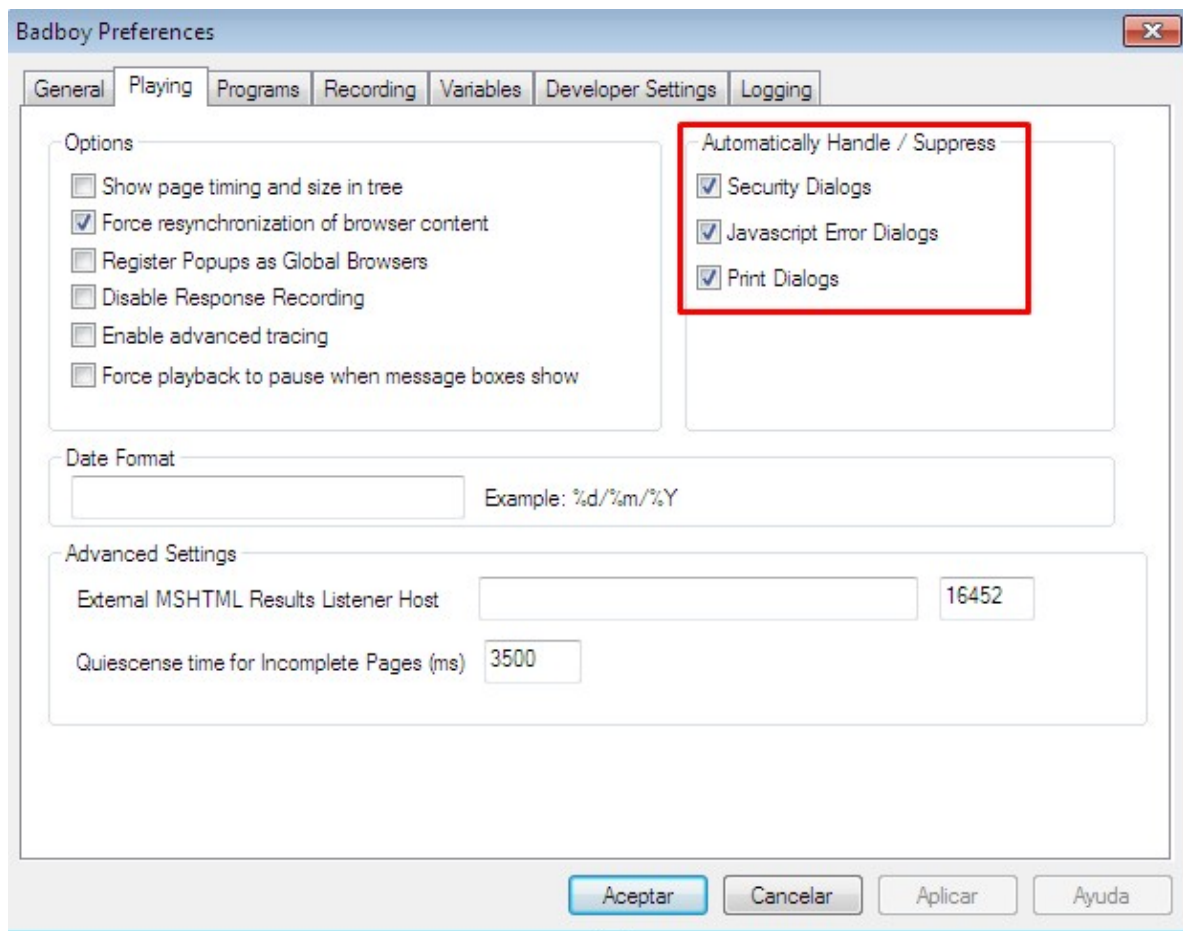 Badboy Preferences
General Playing Programs Recording Variables Developer Settings Logging
Options
Show page timing and size in tree
Force resynchronization of browser content
Register Popups as Global Browsers
Disable Response Recording
Enable advanced tracing
Force playback to pause when message boxes show
Automatically Handle / Suppress
Security Dialogs
Javascript Error Dialogs
Print Dialogs
Date Format
Example: %d/%m/%Y
Advanced Settings
External MSHTML Results Listener Host 16452
Quiescense time for Incomplete Pages (ms) 3500
Aceptar Cancelar Aplicar Ayuda